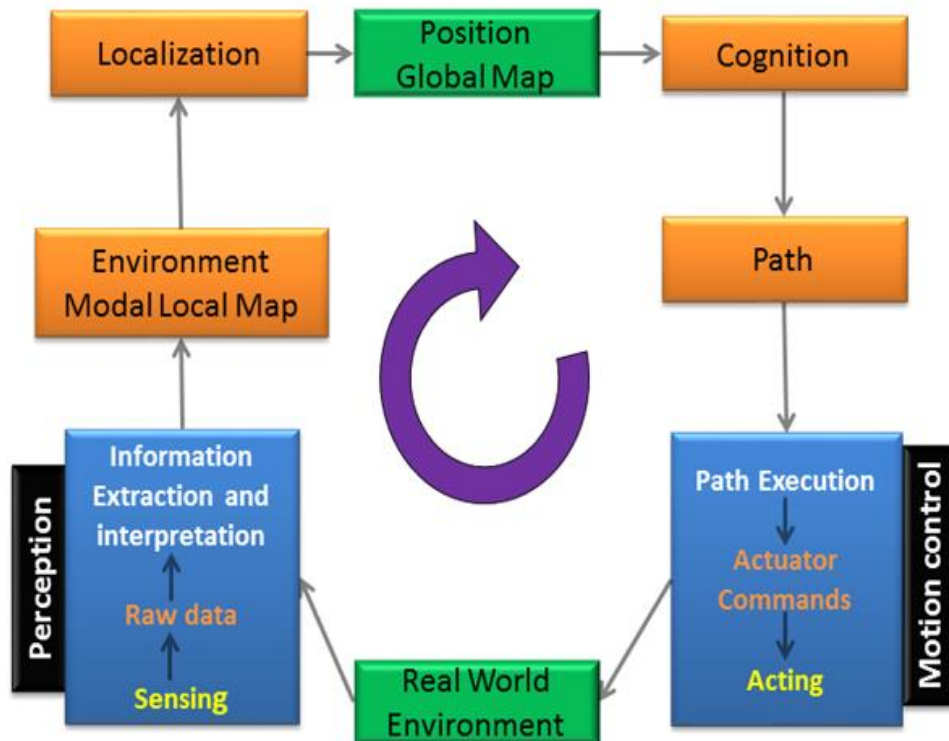 Localization
Position
Global Map
Cognition
Environment
Modal Local Map
Path
Perception
Information
Extraction and
interpretation
Raw data
Sensing
Real World
Environment
Path Execution
Actuator
Commands
Acting
Motion control